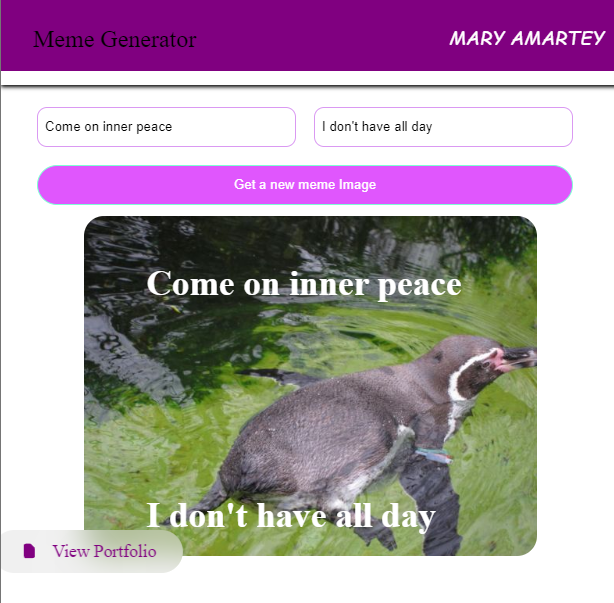 Meme Generator
MARY AMARTEY
Come on inner peace
I don't have all day
Get a new meme Image
Come on inner peace
I don't have all day
View Portfolio